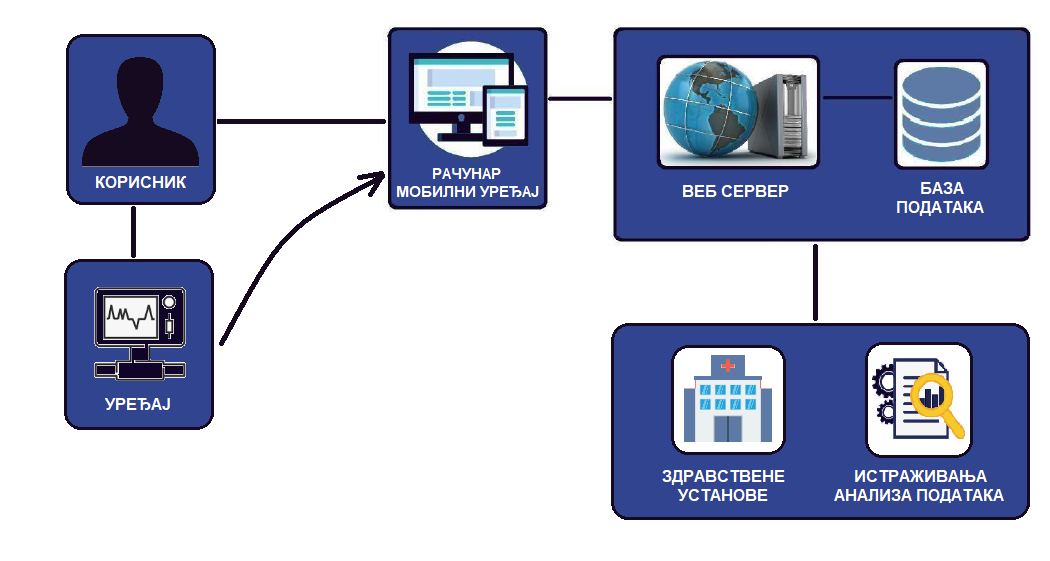 КОРИСНИК
РАЧУНАР
МОБИЛНИ УРЕЂАЈ
ВЕБ СЕРВЕР
БАЗА
ПОДАТАКА
УРЕЂАЈ
ЗДРАВСТВЕНЕ
УСТАНОВЕ
ИСТРАЖИВАЊА
АНАЛИЗА ПОДАТАКА